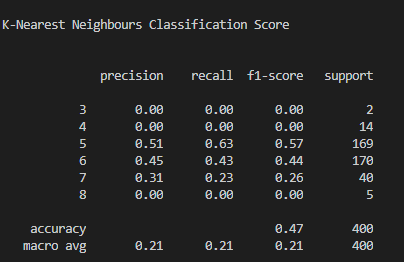 K-Nearest Neighbours Classification Score
precision recall f1-score support
3 0.00 0.00 0.00 2
4 0.00 0.00 0.00 14
5 0.51 0.63 0.57 169
6 0.45 0.43 0.44 170
7 0.31 0.23 0.26 40
8 0.00 0.00 0.00 5
accuracy 0.47 400
macro avg 0.21 0.21 0.21 400